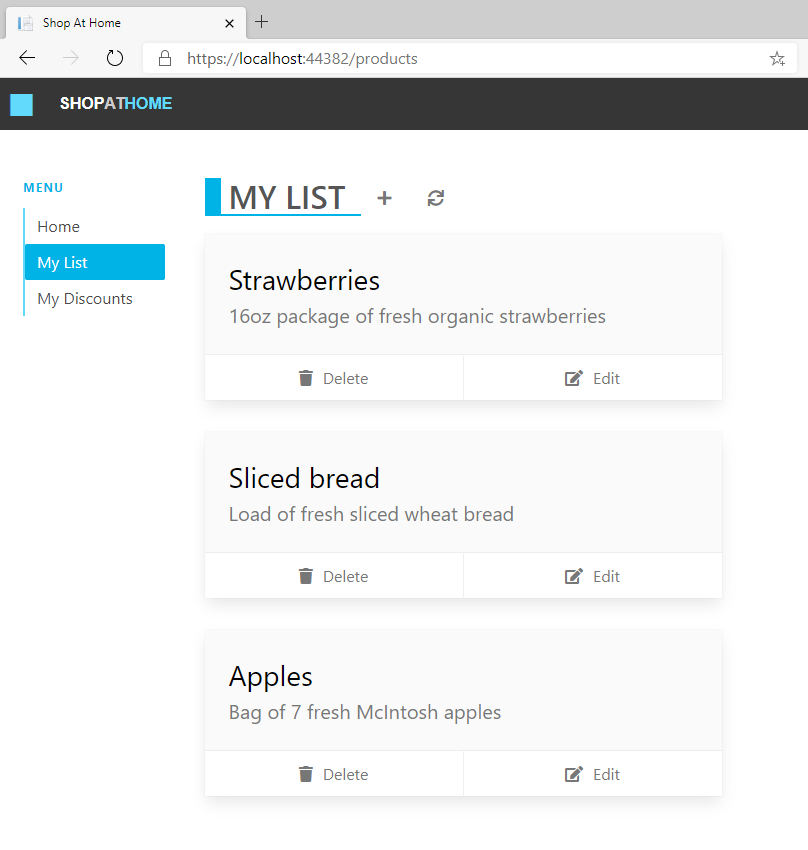 Shop At Home
https://localhost:44382/products
SHOPATHOME
MENU
Home
My List
My Discounts
MY LIST
Strawberries
16oz package of fresh organic strawberries
Delete Edit
Sliced bread
Load of fresh sliced wheat bread
Delete Edit
Apples
Bag of 7 fresh McIntosh apples
Delete Edit